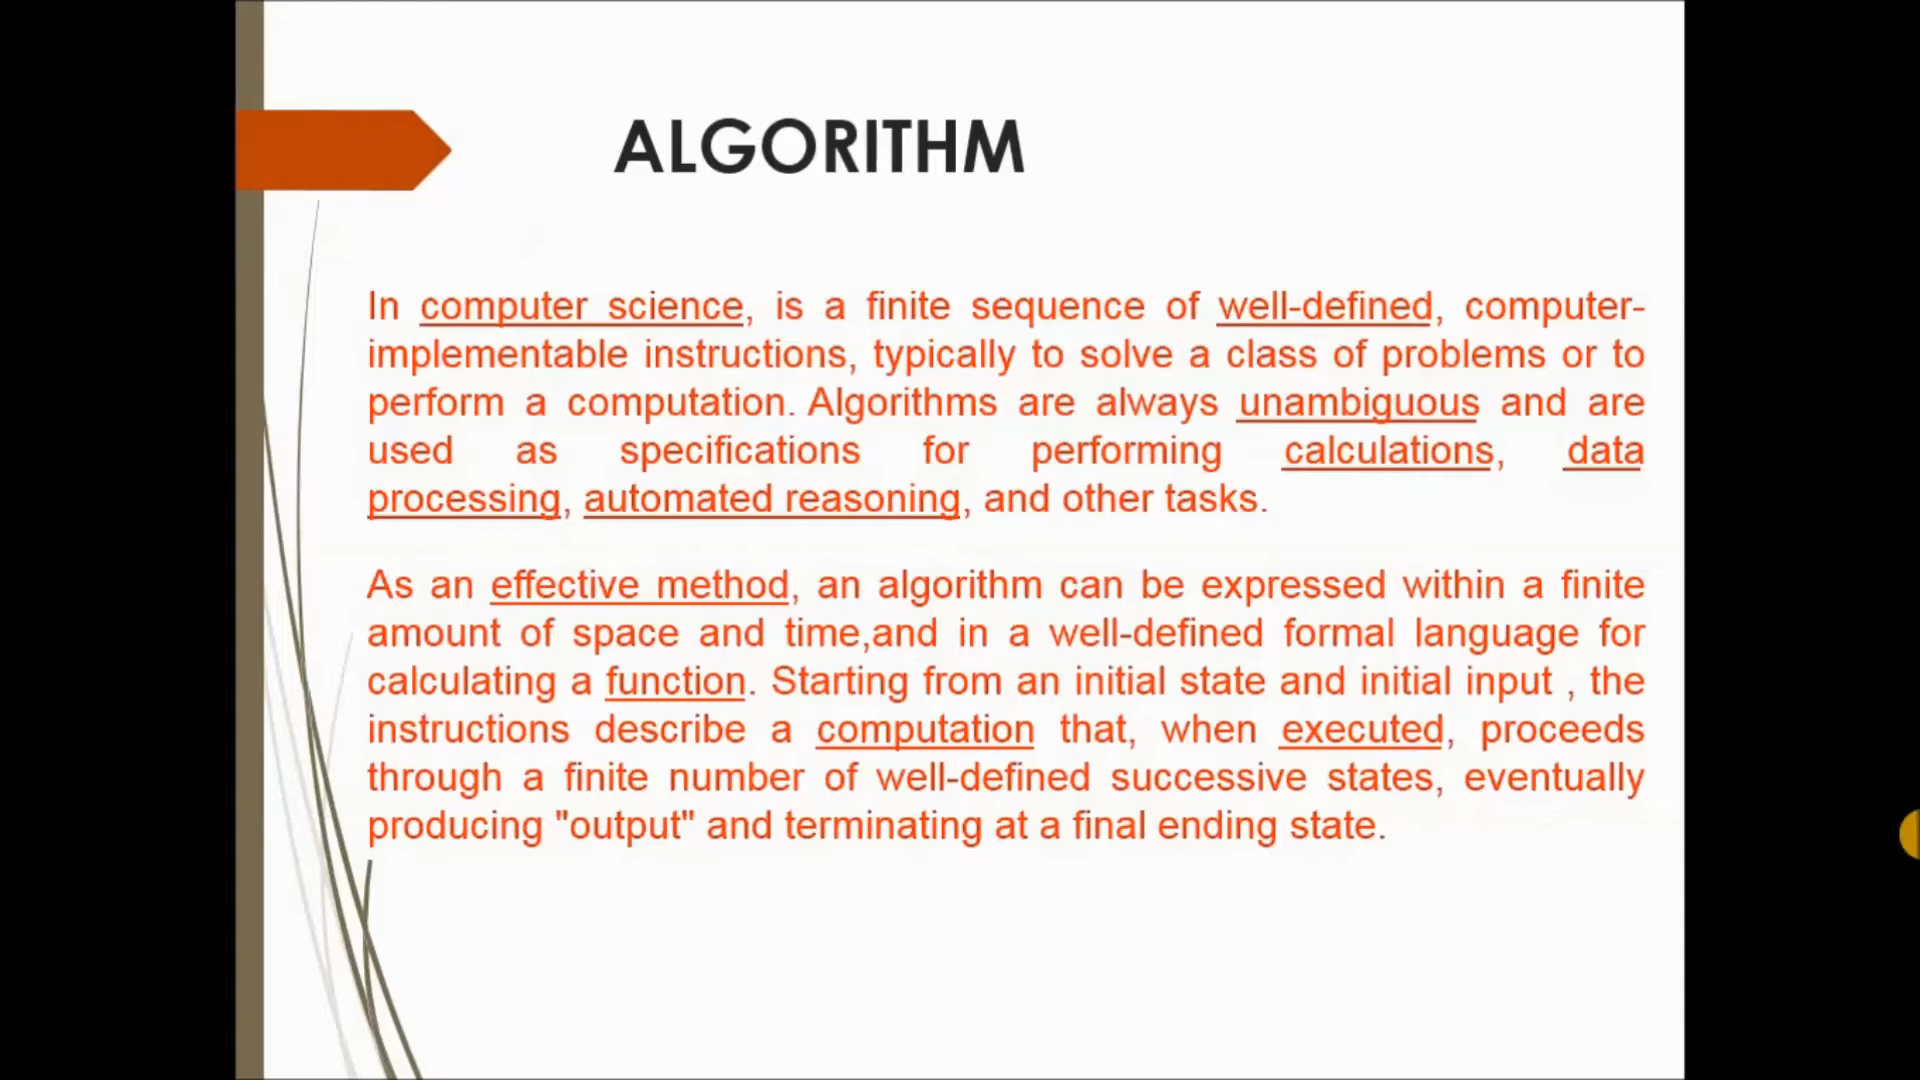 ALGORITHM
In computer science, is a finite sequence of well-defined, computer-
implementable instructions, typically to solve a class of problems or to
perform a computation. Algorithms are always unambiguous and are
used as specifications for performing calculations, data
processing, automated reasoning, and other tasks.
As an effective method, an algorithm can be expressed within a finite
amount of space and time,and in a well-defined formal language for
calculating a function. Starting from an initial state and initial input , the
instructions describe a computation that, when executed, proceeds
through a finite number of well-defined successive states, eventually
producing "output" and terminating at a final ending state.